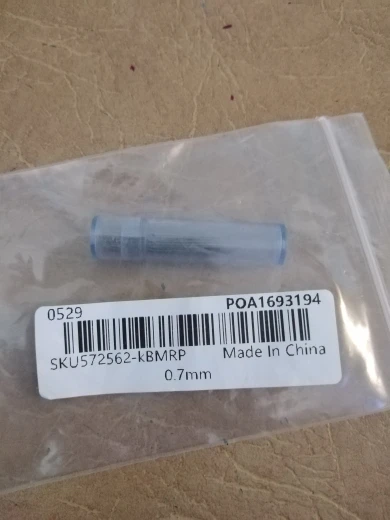 0529 POA1693194
SKU572562-kBMRP Made In China
0.7mm